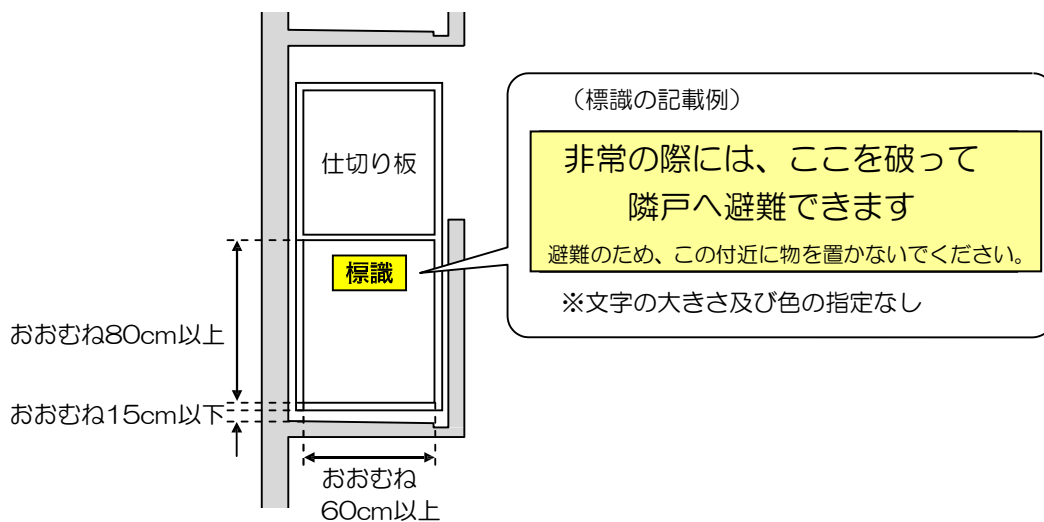 仕切り板
標識
おおむね80cm以上
おおむね15cm以下
おおむね
60cm以上
（標識の記載例）
非常の際には、ここを破って
隣戸へ避難できます
避難のため、この付近に物を置かないでください。
※文字の大きさ及び色の指定なし